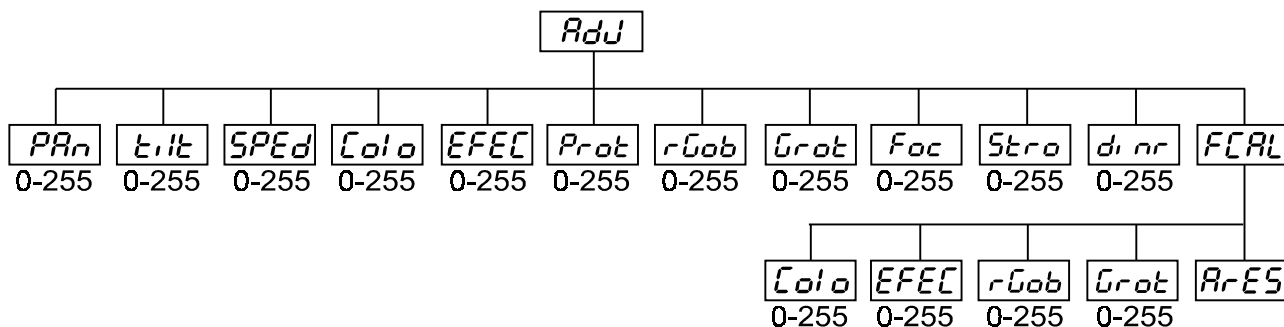 AdJ
PAn tilt SPEd Colo EFEC Prot rGob Grot Foc Stro dinr FCAL
0-255 0-255 0-255 0-255 0-255 0-255 0-255 0-255 0-255 0-255 0-255
Colo EFEC rGob Grot ArES
0-255 0-255 0-255 0-255